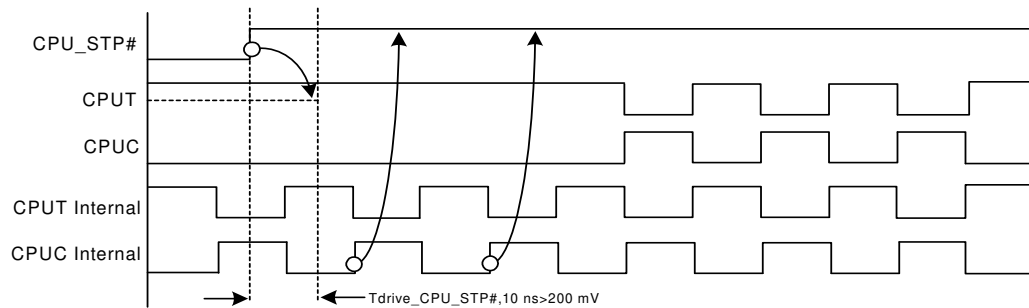 CPU_STP#
CPUT
CPUC
CPUT Internal
CPUC Internal
Tdrive_CPU_STP#,10 ns>200 mV